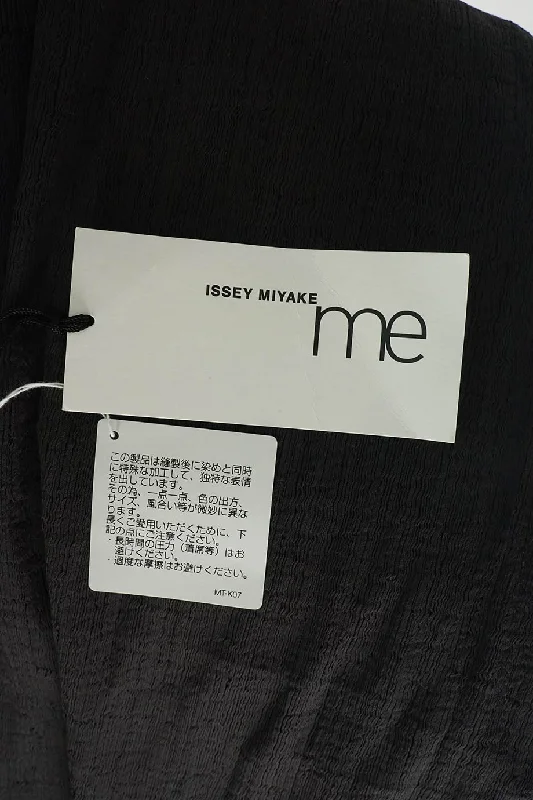 ISSEY MIYAKE
me
この製品は縫製後に染めと同時
に特殊な加工して、独特な表情
を出しています。
その為、一点一点、色の出方、
サイズ、風合い等が微妙に異な
ります。
長くご愛用いただくために、下
記の点にご注意ください。
・長時間の圧力（着席等）はお
避けください。
・過度な摩擦はお避けください。
MT-K07